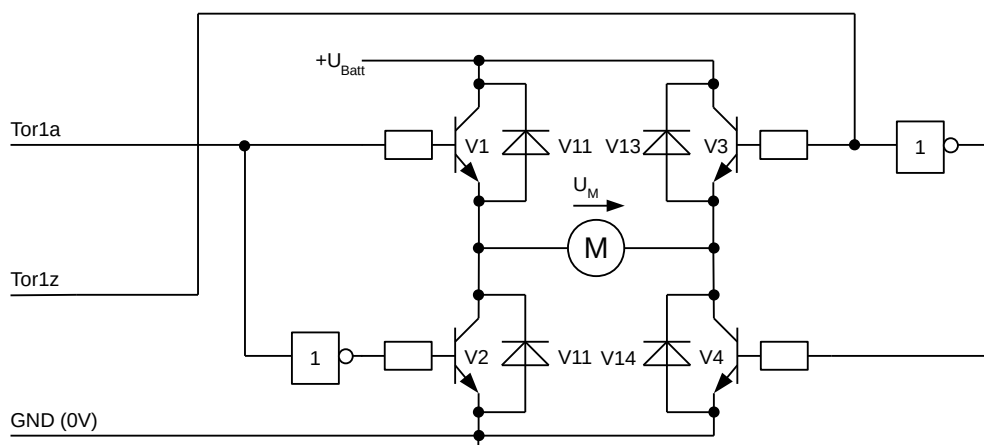 +U_Batt
Tor1a
V1
V11
V13
V3
1
U_M
M
Tor1z
1
V2
V11
V14
V4
GND (0V)